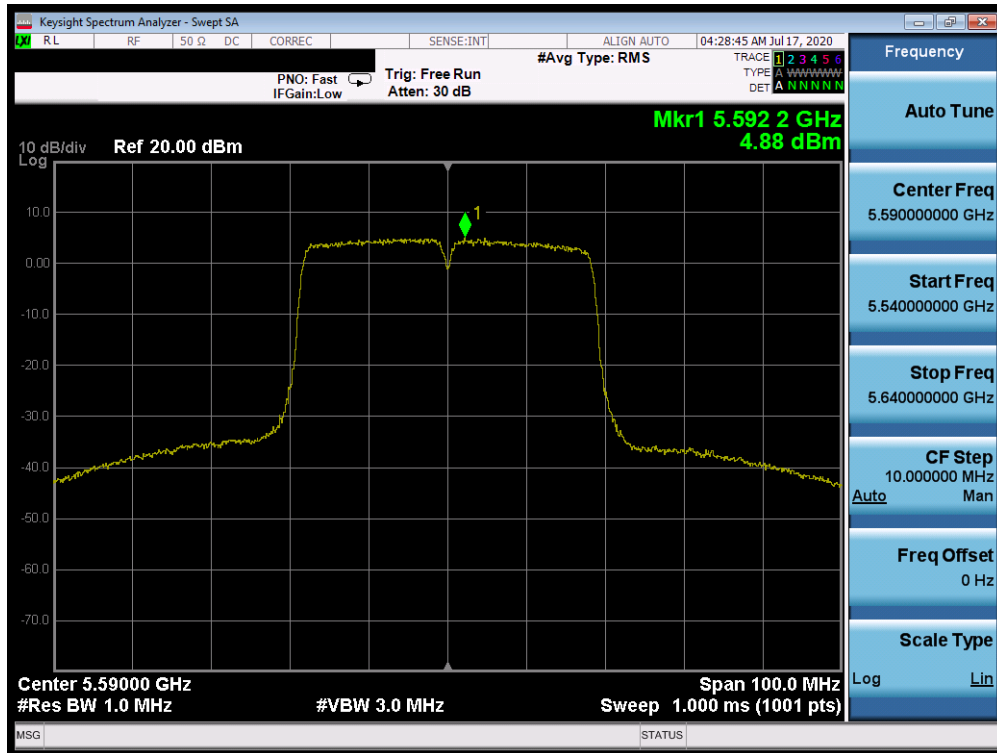 Keysight Spectrum Analyzer - Swept SA
LXI RL RF 50 Ω DC CORREC SENSE:INT ALIGN AUTO 04:28:45 AM Jul 17, 2020
#Avg Type: RMS TRACE 1 2 3 4 5 6
PNO: Fast Trig: Free Run TYPE A WWWWW
IFGain:Low Atten: 30 dB DET A N N N N N
Mkr1 5.592 2 GHz
4.88 dBm
10 dB/div Ref 20.00 dBm
Log
1
10.0
0.00
-10.0
-20.0
-30.0
-40.0
-50.0
-60.0
-70.0
Center 5.59000 GHz Span 100.0 MHz
#Res BW 1.0 MHz #VBW 3.0 MHz Sweep 1.000 ms (1001 pts)
MSG STATUS
Frequency
Auto Tune
Center Freq
5.590000000 GHz
Start Freq
5.540000000 GHz
Stop Freq
5.640000000 GHz
CF Step
10.000000 MHz
Auto Man
Freq Offset
0 Hz
Scale Type
Log Lin